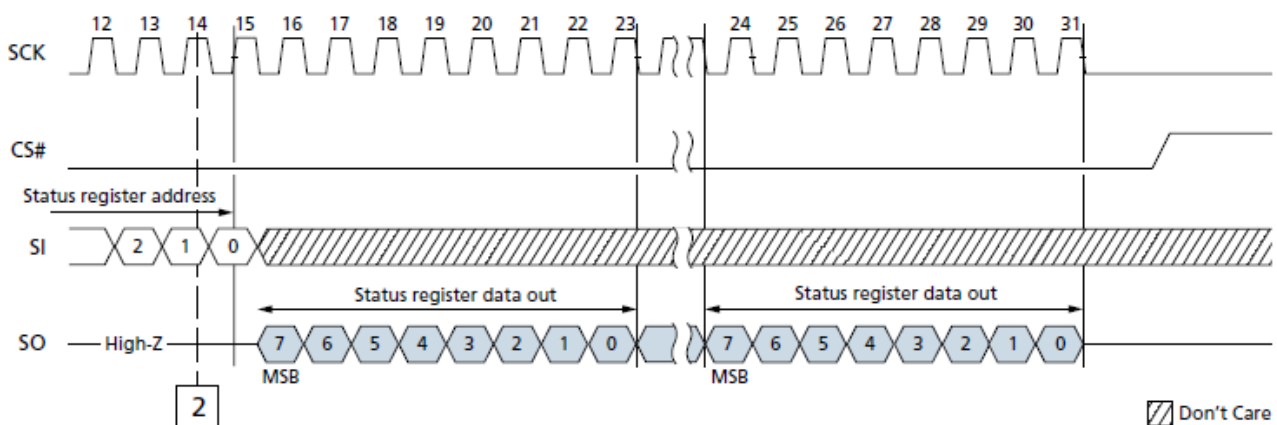 12 13 14 15 16 17 18 19 20 21 22 23 24 25 26 27 28 29 30 31
SCK
CS#
Status register address
SI 2 1 0
Status register data out Status register data out
SO High-Z 7 6 5 4 3 2 1 0 7 6 5 4 3 2 1 0
MSB MSB
2
Don't Care